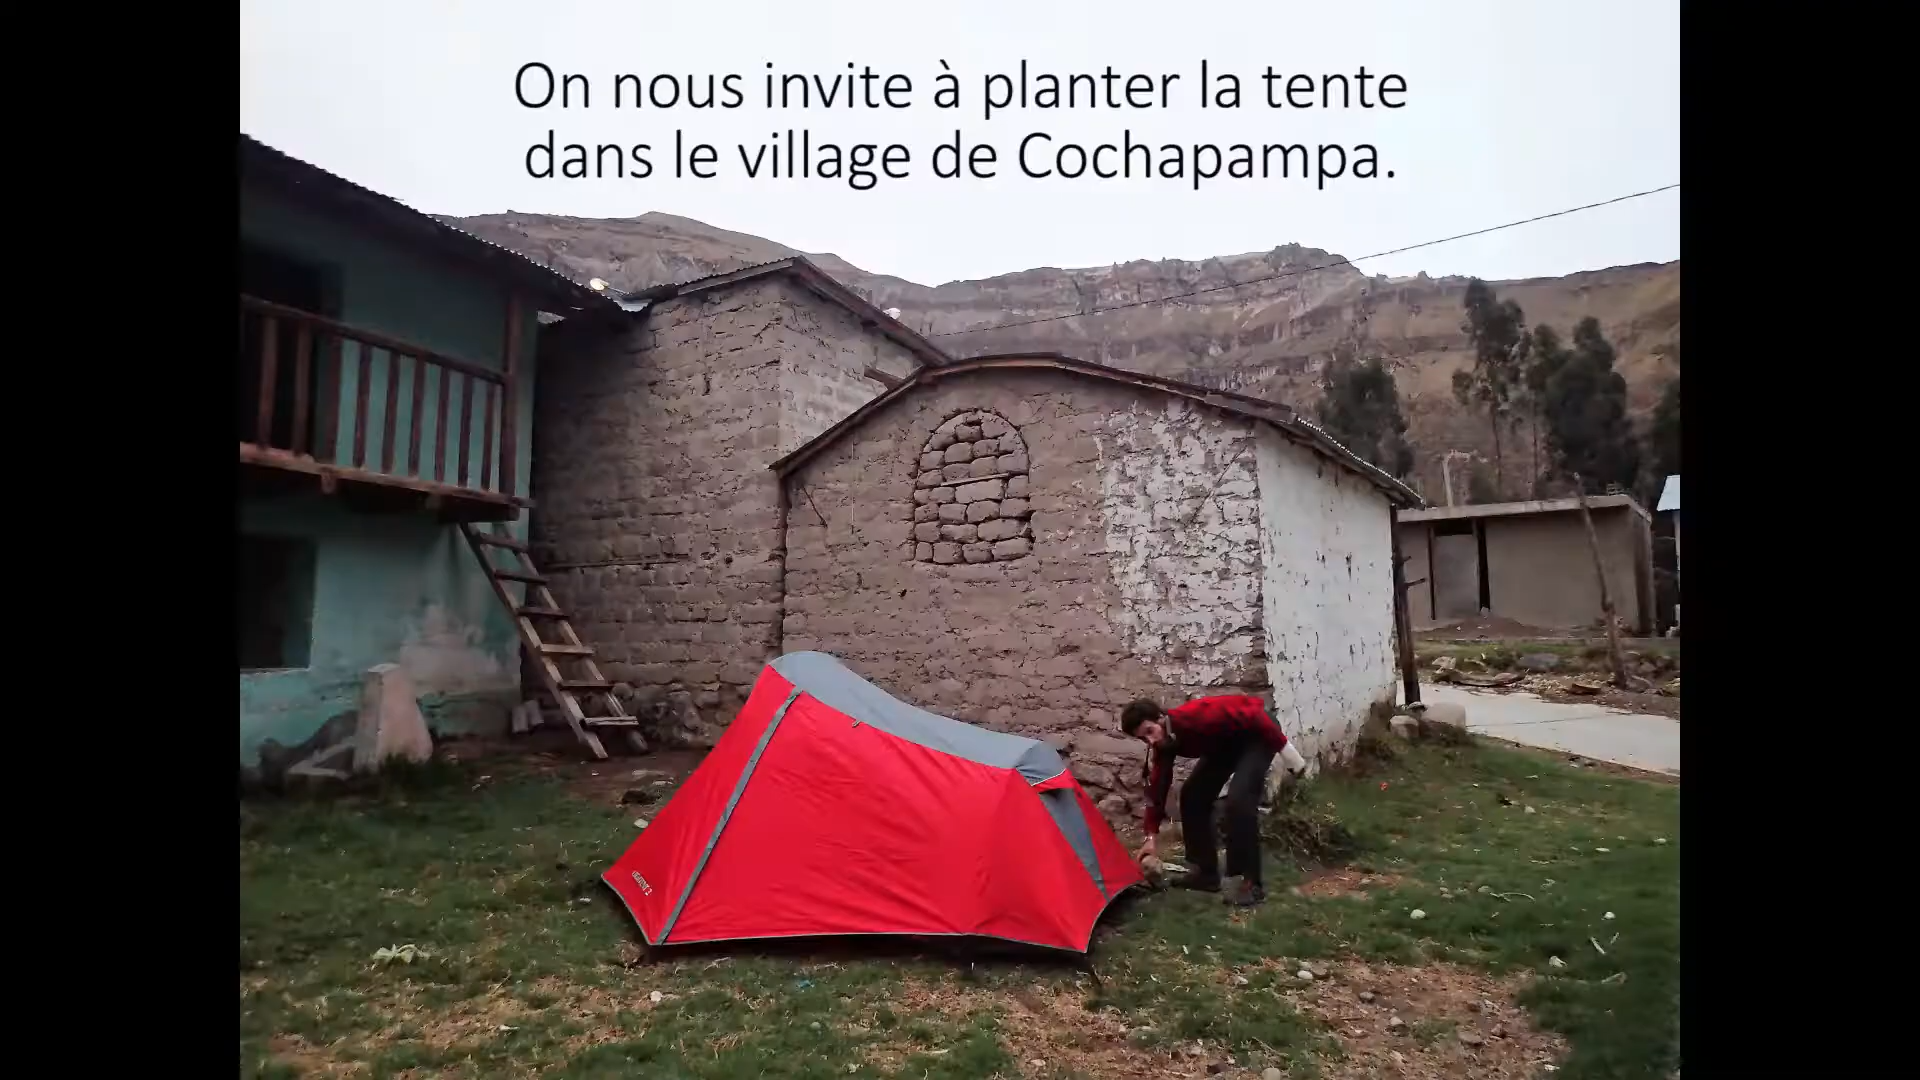 On nous invite à planter la tente
dans le village de Cochapampa.